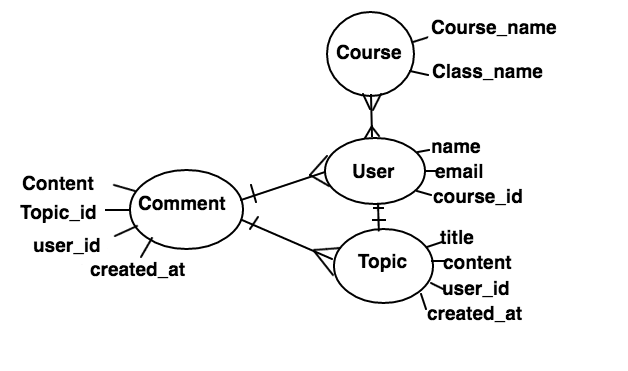 Course
Course_name
Class_name
User
name
email
course_id
Comment
Content
Topic_id
user_id
created_at
Topic
title
content
user_id
created_at